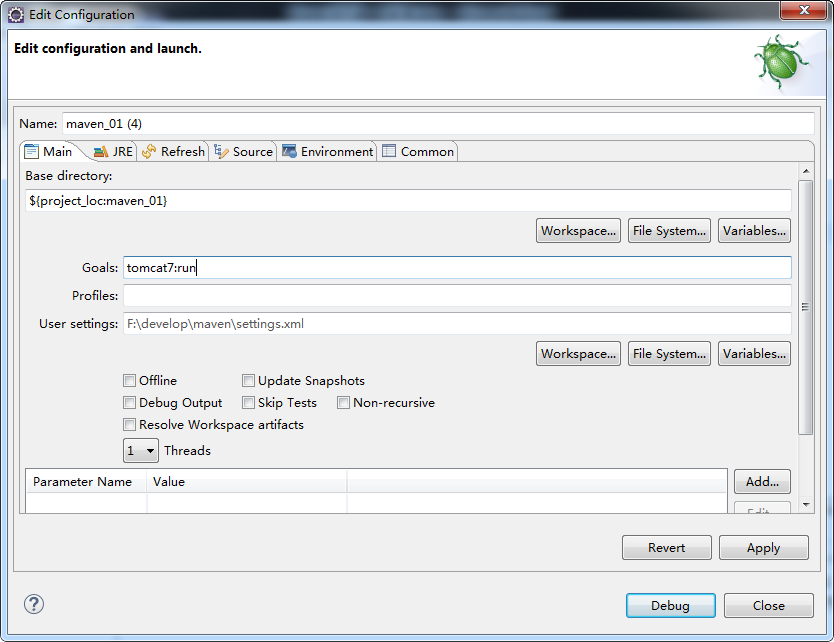 Edit Configuration
Edit configuration and launch.
Name: maven_01 (4)
Main JRE Refresh Source Environment Common
Base directory:
${project_loc:maven_01}
Workspace... File System... Variables...
Goals: tomcat7:run
Profiles:
User settings: F:\develop\maven\settings.xml
Workspace... File System... Variables...
Offline Update Snapshots
Debug Output Skip Tests Non-recursive
Resolve Workspace artifacts
1 Threads
Parameter Name Value Add...
Revert Apply
? Debug Close